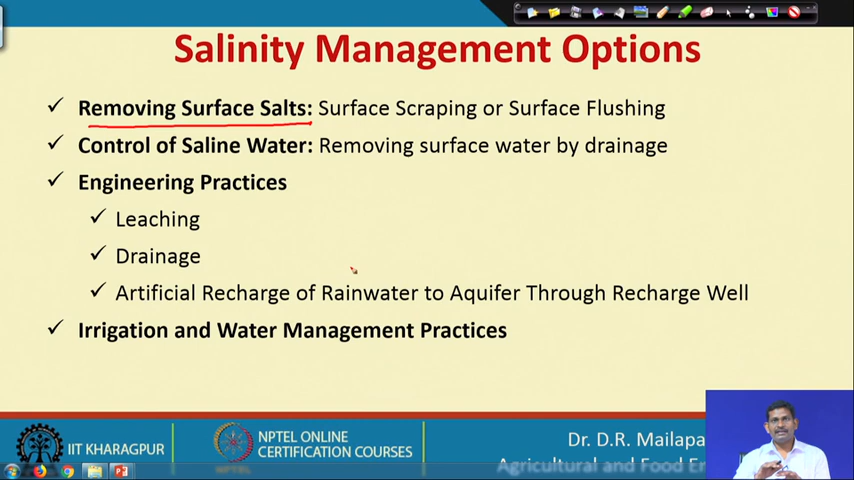 Salinity Management Options
✓ Removing Surface Salts: Surface Scraping or Surface Flushing
✓ Control of Saline Water: Removing surface water by drainage
✓ Engineering Practices
✓ Leaching
✓ Drainage
✓ Artificial Recharge of Rainwater to Aquifer Through Recharge Well
✓ Irrigation and Water Management Practices
IIT KHARAGPUR
NPTEL ONLINE
CERTIFICATION COURSES
NPTEL
Dr. D.R. Mailapa
Agricultural and Food E